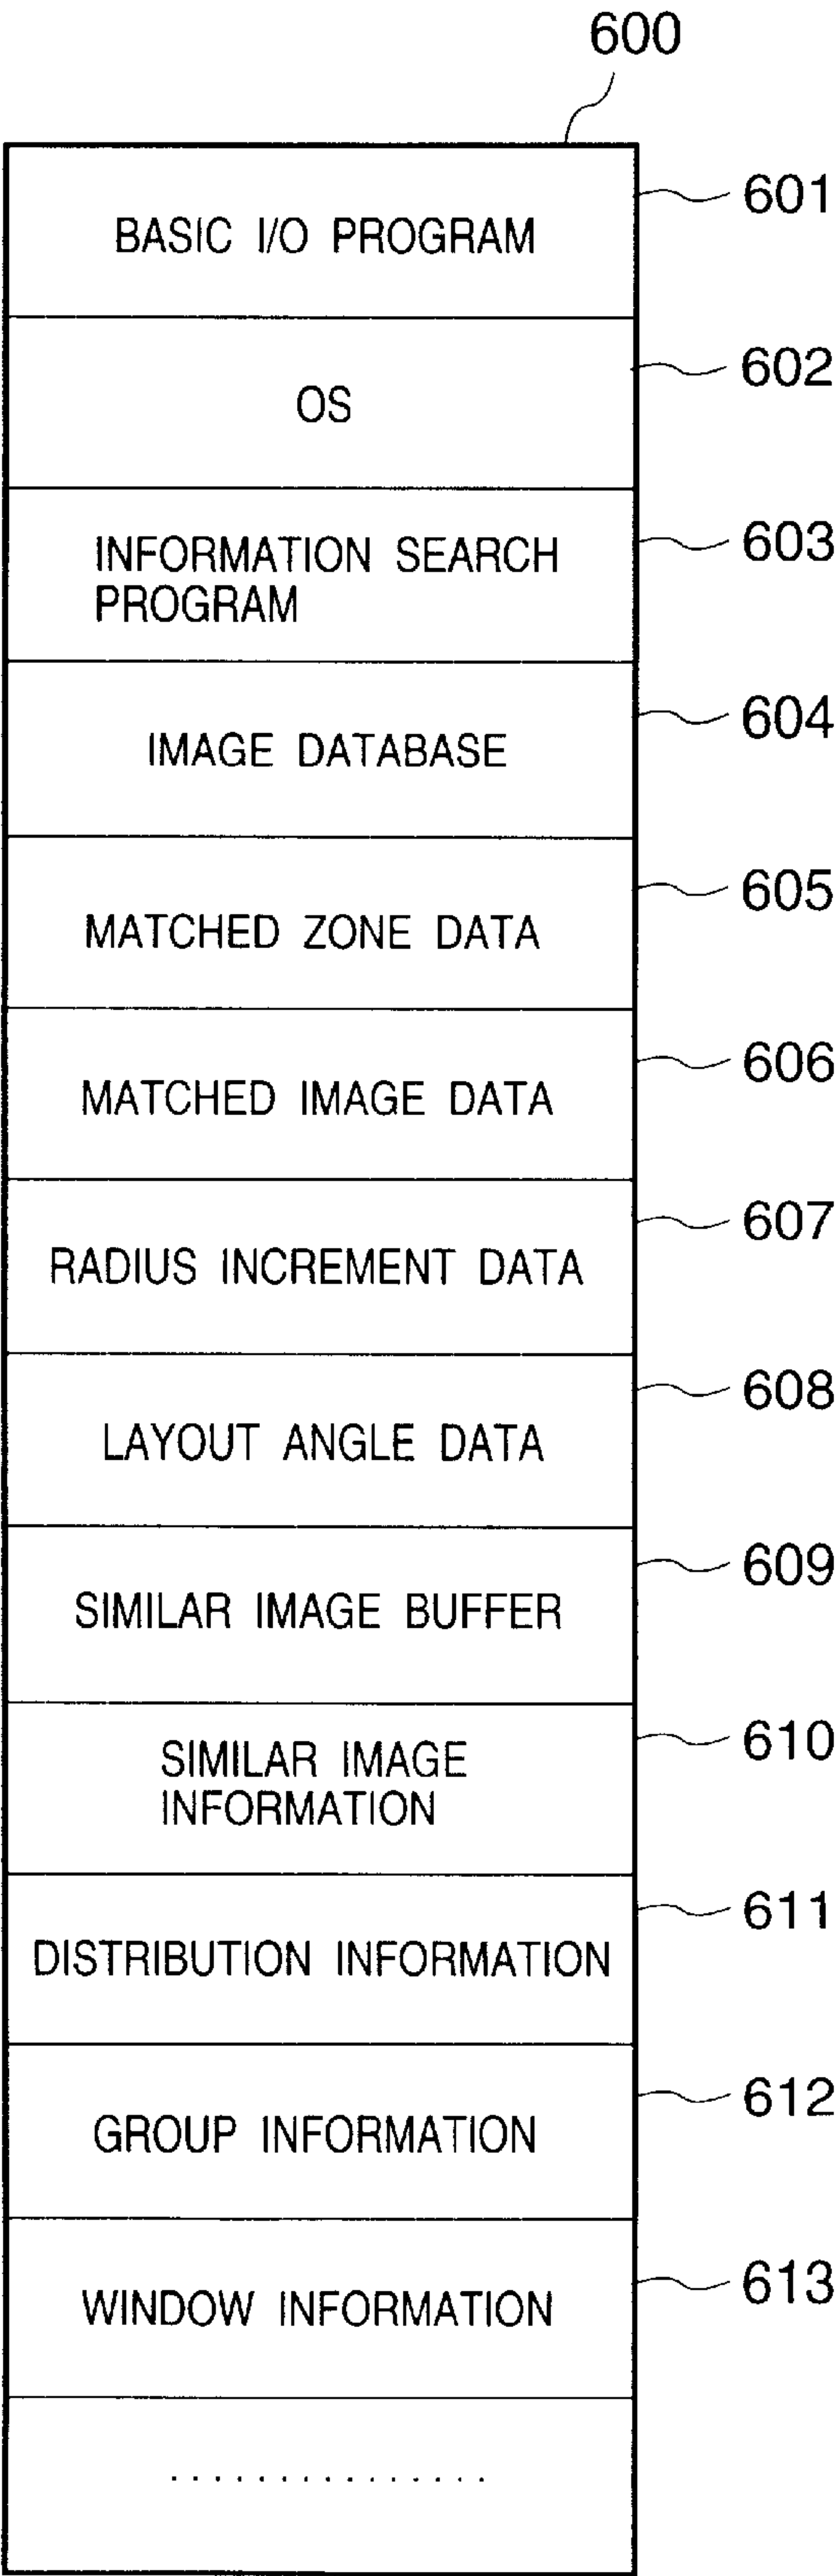 600
BASIC I/O PROGRAM 601
OS 602
INFORMATION SEARCH 603
PROGRAM
IMAGE DATABASE 604
MATCHED ZONE DATA 605
MATCHED IMAGE DATA 606
RADIUS INCREMENT DATA 607
LAYOUT ANGLE DATA 608
SIMILAR IMAGE BUFFER 609
SIMILAR IMAGE 610
INFORMATION
DISTRIBUTION INFORMATION 611
GROUP INFORMATION 612
WINDOW INFORMATION 613
. . . . . . . . . . . . . . .